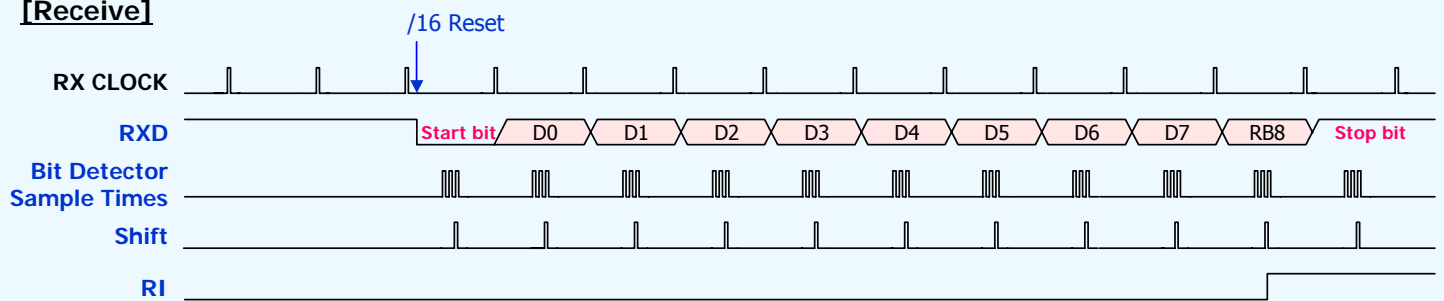 [Receive]
/16 Reset
RX CLOCK
RXD
Start bit D0 D1 D2 D3 D4 D5 D6 D7 RB8 Stop bit
Bit Detector
Sample Times
Shift
RI